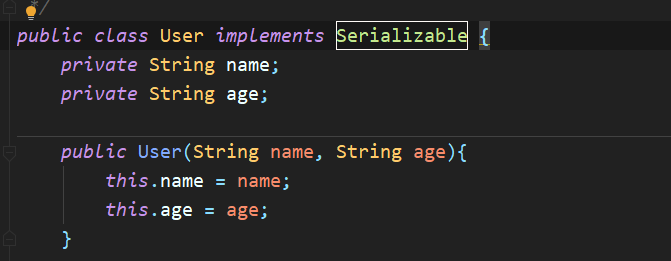 */
public class User implements Serializable {
private String name;
private String age;
public User(String name, String age){
this.name = name;
this.age = age;
}